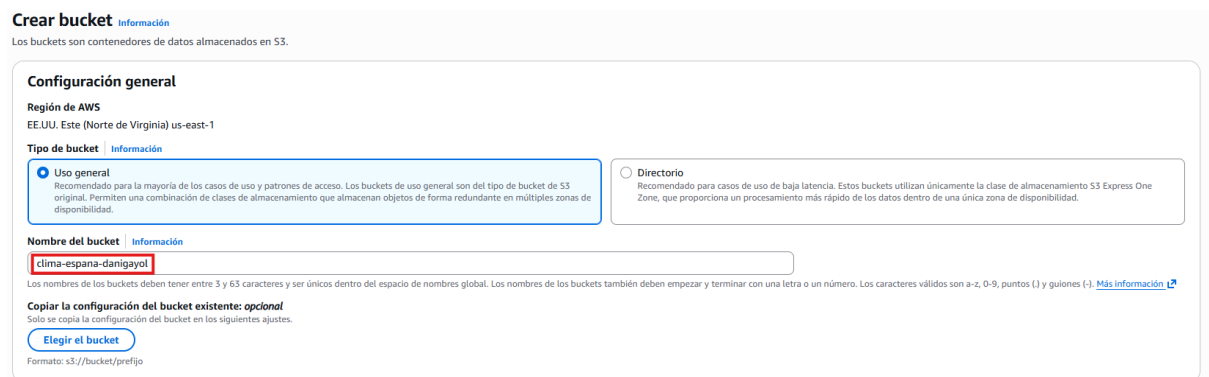 Crear bucket Información
Los buckets son contenedores de datos almacenados en S3.
Configuración general
Región de AWS
EE.UU. Este (Norte de Virginia) us-east-1
Tipo de bucket Información
Uso general
Recomendado para la mayoría de los casos de uso y patrones de acceso. Los buckets de uso general son del tipo de bucket de S3
original. Permiten una combinación de clases de almacenamiento que almacenan objetos de forma redundante en múltiples zonas de
disponibilidad.
Directorio
Recomendado para casos de uso de baja latencia. Estos buckets utilizan únicamente la clase de almacenamiento S3 Express One
Zone, que proporciona un procesamiento más rápido de los datos dentro de una única zona de disponibilidad.
Nombre del bucket Información
clima-espana-danigayol
Los nombres de los buckets deben tener entre 3 y 63 caracteres y ser únicos dentro del espacio de nombres global. Los nombres de los buckets también deben empezar y terminar con una letra o un número. Los caracteres válidos son a-z, 0-9, puntos (.) y guiones (-). Más información
Copiar la configuración del bucket existente: opcional
Solo se copia la configuración del bucket en los siguientes ajustes.
Elegir el bucket
Formato: s3://bucket/prefijo